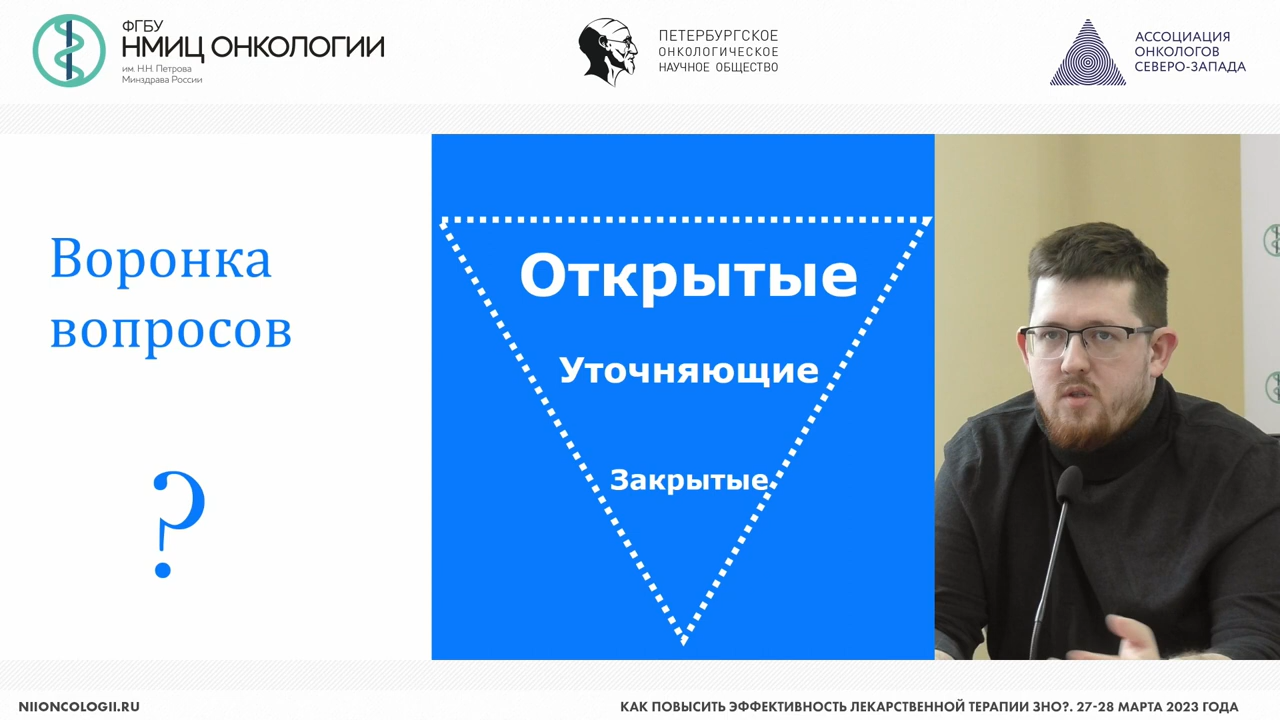 ФГБУ
НМИЦ ОНКОЛОГИИ
им. Н.Н. Петрова
Минздрава России
ПЕТЕРБУРГСКОЕ
ОНКОЛОГИЧЕСКОЕ
НАУЧНОЕ ОБЩЕСТВО
АССОЦИАЦИЯ
ОНКОЛОГОВ
СЕВЕРО-ЗАПАДА
Воронка
вопросов
?
Открытые
Уточняющие
Закрытые
NIIONCOLOGII.RU
КАК ПОВЫСИТЬ ЭФФЕКТИВНОСТЬ ЛЕКАРСТВЕННОЙ ТЕРАПИИ ЗНО?. 27-28 МАРТА 2023 ГОДА